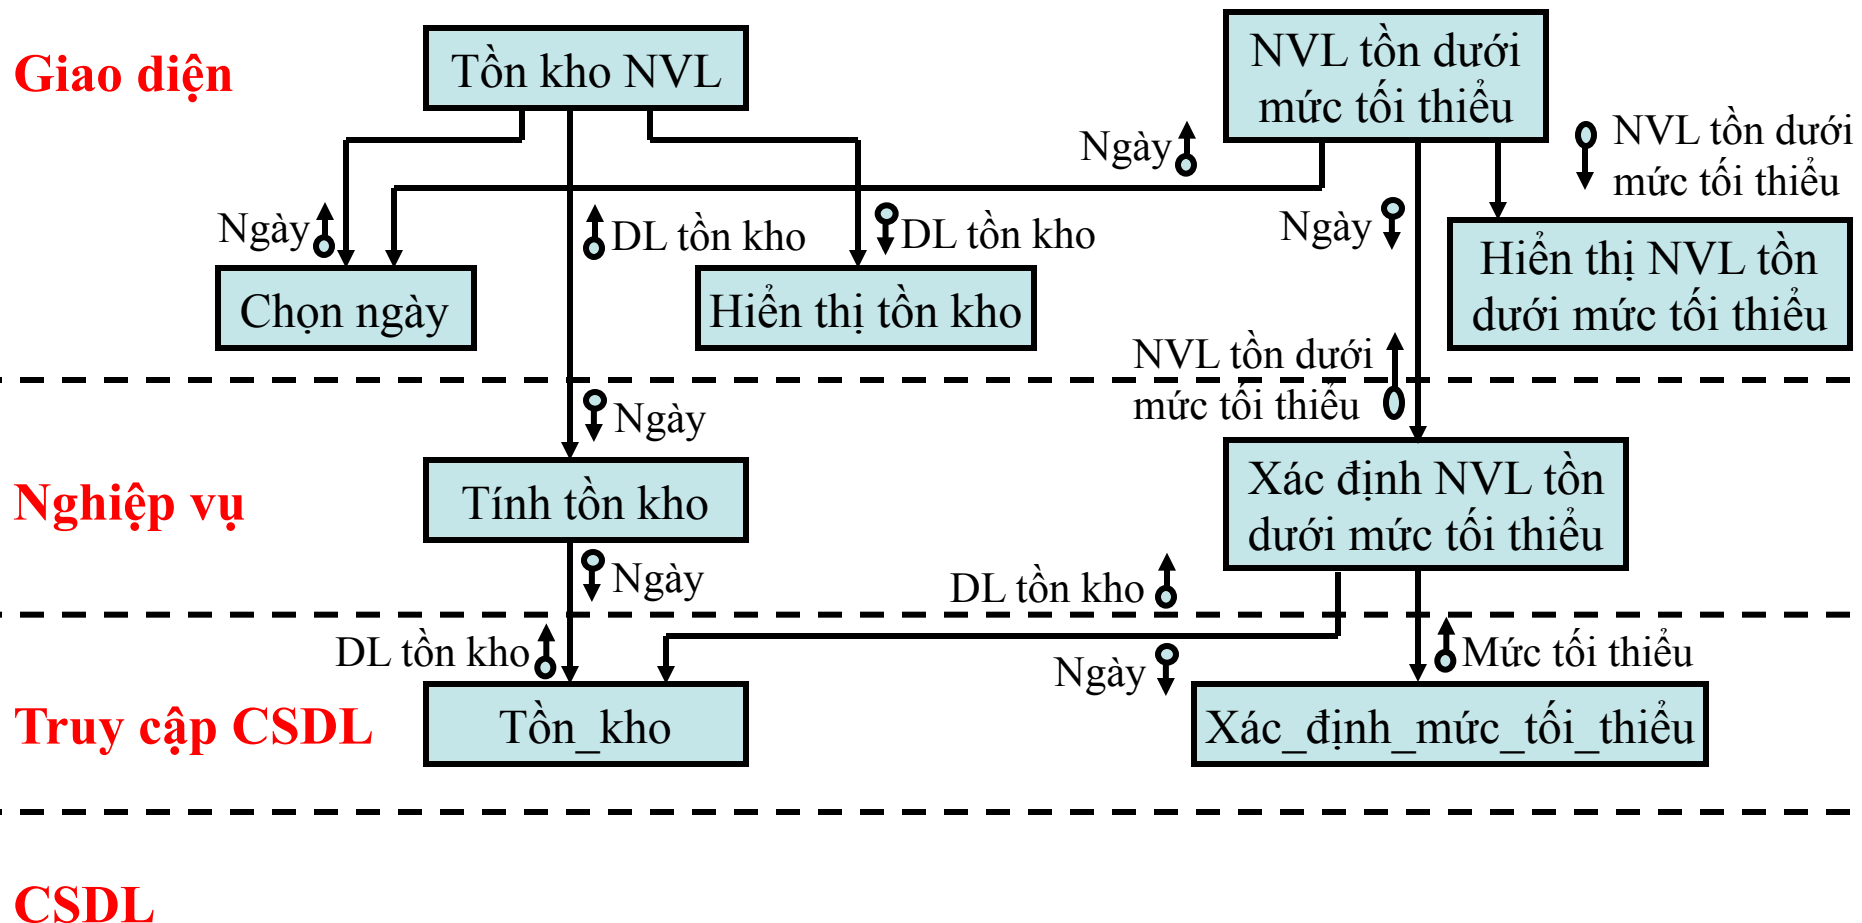 Giao diện
Tồn kho NVL
NVL tồn dưới
mức tối thiểu
Ngày
NVL tồn dưới
mức tối thiểu
Ngày
DL tồn kho
DL tồn kho
Ngày
Chọn ngày
Hiển thị tồn kho
Hiển thị NVL tồn
dưới mức tối thiểu
NVL tồn dưới
mức tối thiểu
Ngày
Nghiệp vụ
Tính tồn kho
Xác định NVL tồn
dưới mức tối thiểu
Ngày
DL tồn kho
DL tồn kho
Ngày
Mức tối thiểu
Truy cập CSDL
Tồn_kho
Xác_định_mức_tối_thiểu
CSDL